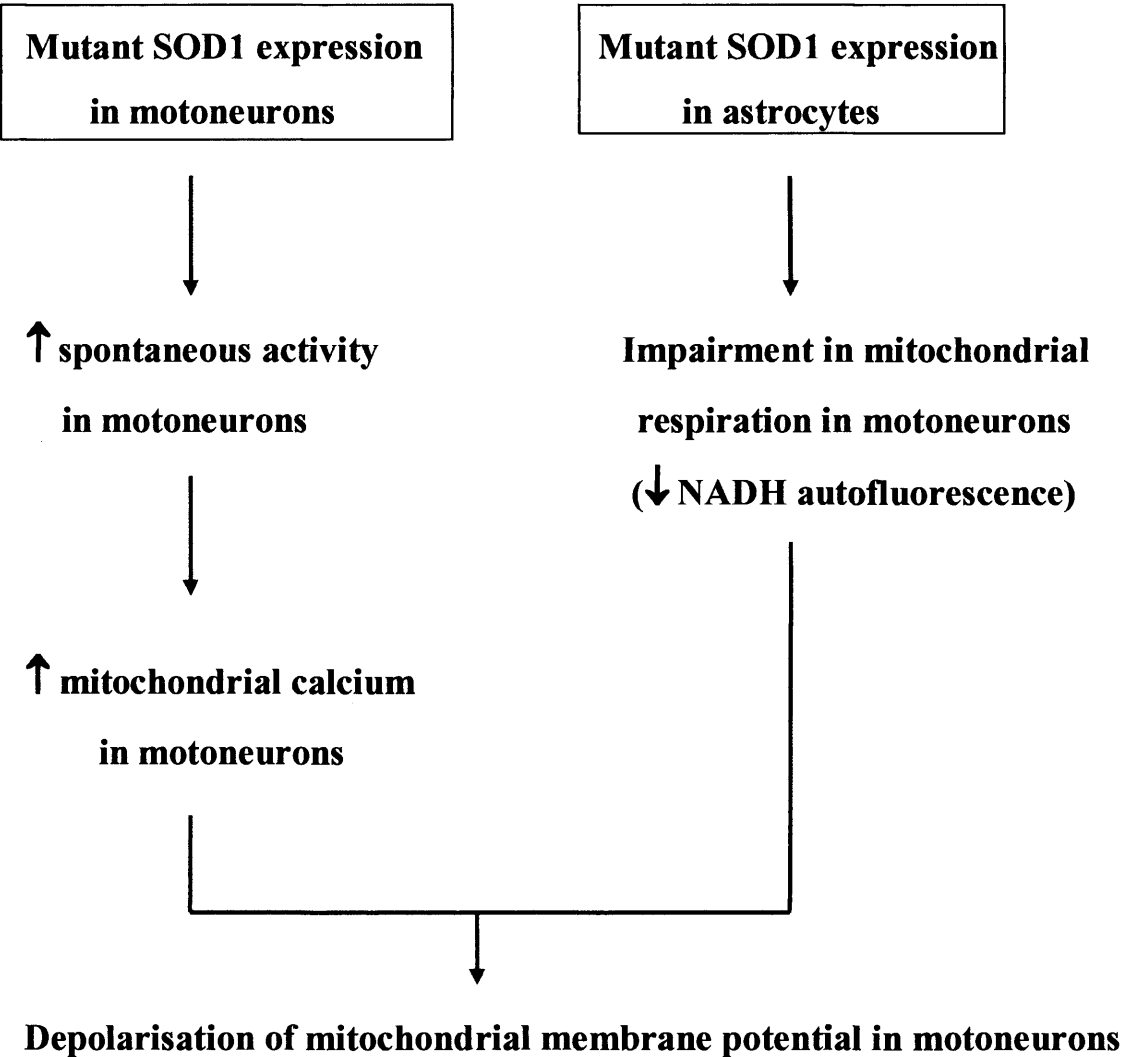 Mutant SOD1 expression
in motoneurons
Mutant SOD1 expression
in astrocytes
↑ spontaneous activity
in motoneurons
Impairment in mitochondrial
respiration in motoneurons
(↓ NADH autofluorescence)
↑ mitochondrial calcium
in motoneurons
Depolarisation of mitochondrial membrane potential in motoneurons